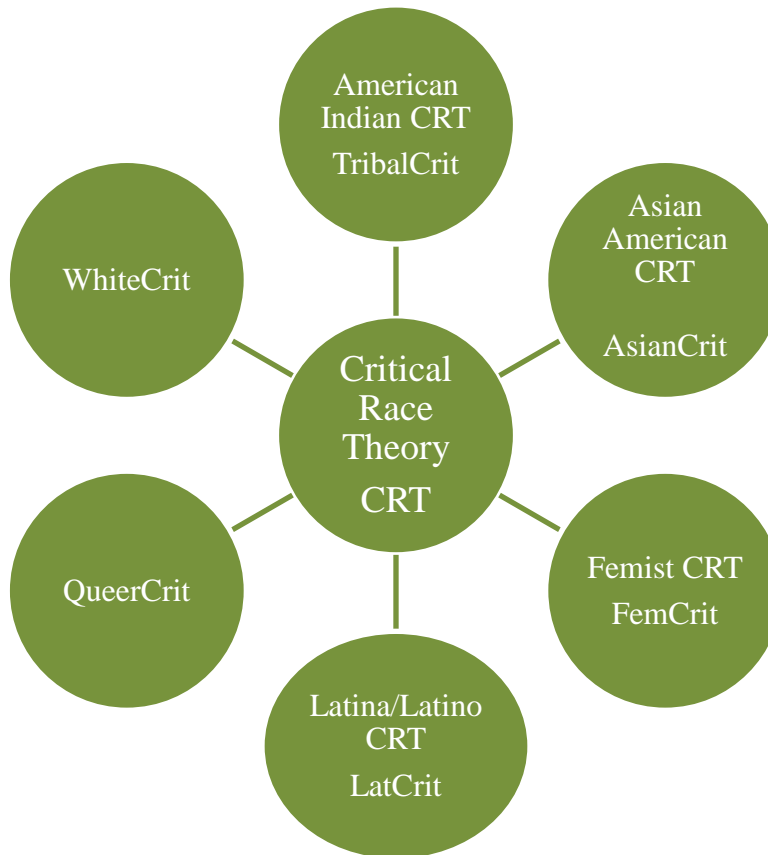 American
Indian CRT
TribalCrit
Asian
American
CRT
AsianCrit
WhiteCrit
Critical
Race
Theory
CRT
QueerCrit
Femist CRT
FemCrit
Latina/Latino
CRT
LatCrit